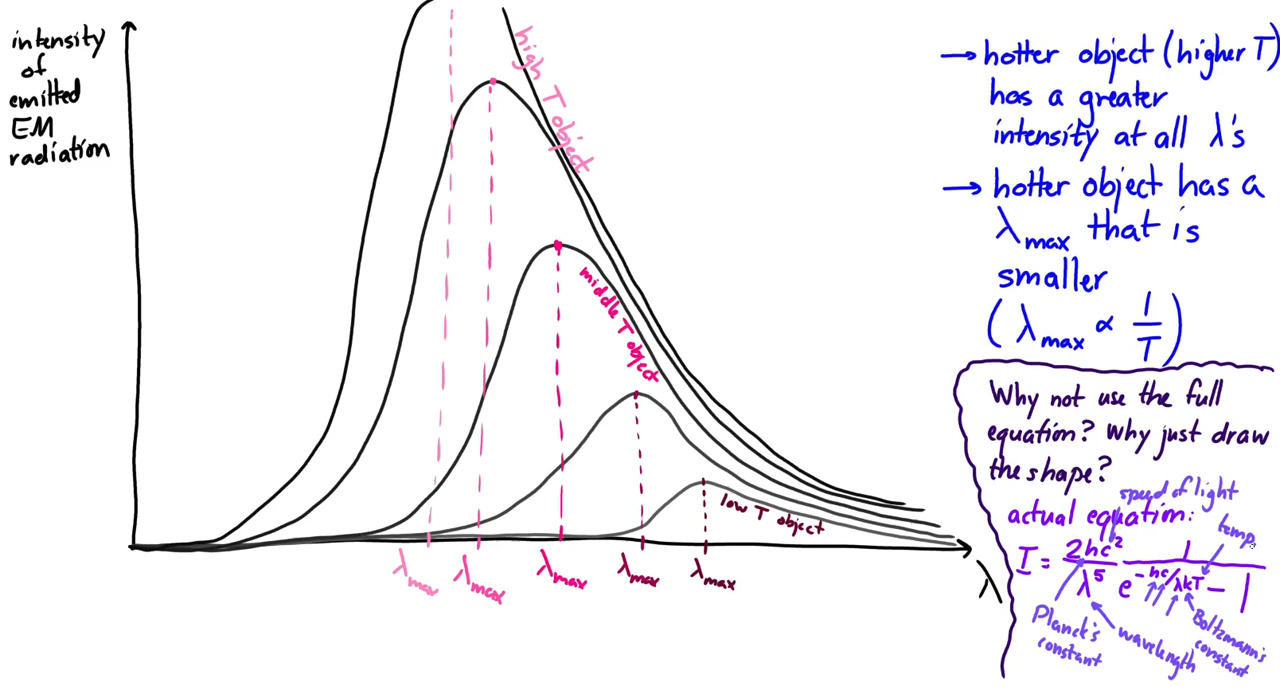 intensity
of
emitted
EM
radiation
high T object
middle T object
low T object
λmax
λmax
λmax
λmax
λmax
λ
→ hotter object (higher T)
has a greater
intensity at all λ's
→ hotter object has a
λmax that is
smaller
(λmax ∝ 1/T)
Why not use the full
equation? Why just draw
the shape?
speed of light
actual equation:
temp.
I = 2hc²/λ⁵ 1/(e^(-hc/λkT) - 1)
Planck's
constant
wavelength
Boltzmann's
constant